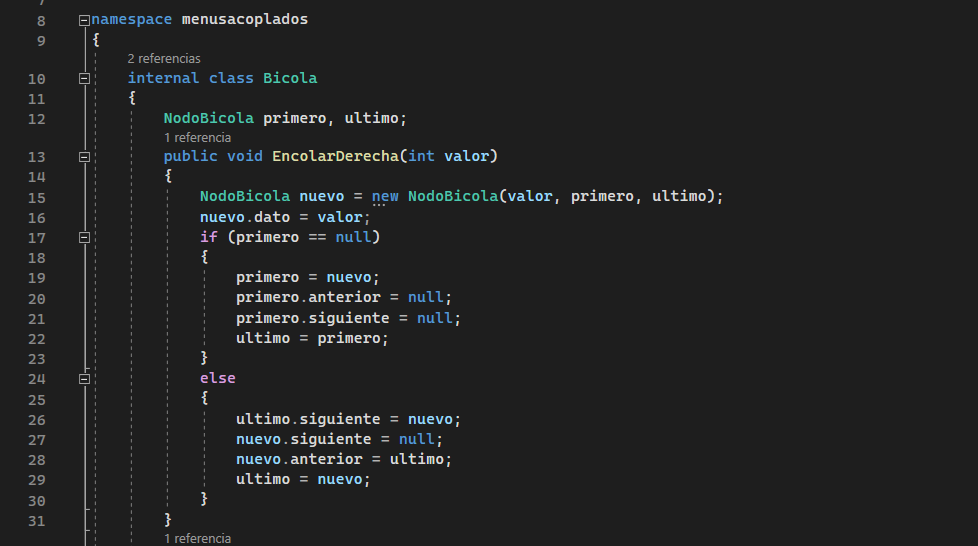 7
8 namespace menusacoplados
9 {
2 referencias
10 internal class Bicola
11 {
12 NodoBicola primero, ultimo;
1 referencia
13 public void EncolarDerecha(int valor)
14 {
15 NodoBicola nuevo = new NodoBicola(valor, primero, ultimo);
16 nuevo.dato = valor;
17 if (primero == null)
18 {
19 primero = nuevo;
20 primero.anterior = null;
21 primero.siguiente = null;
22 ultimo = primero;
23 }
24 else
25 {
26 ultimo.siguiente = nuevo;
27 nuevo.siguiente = null;
28 nuevo.anterior = ultimo;
29 ultimo = nuevo;
30 }
31 }
1 referencia